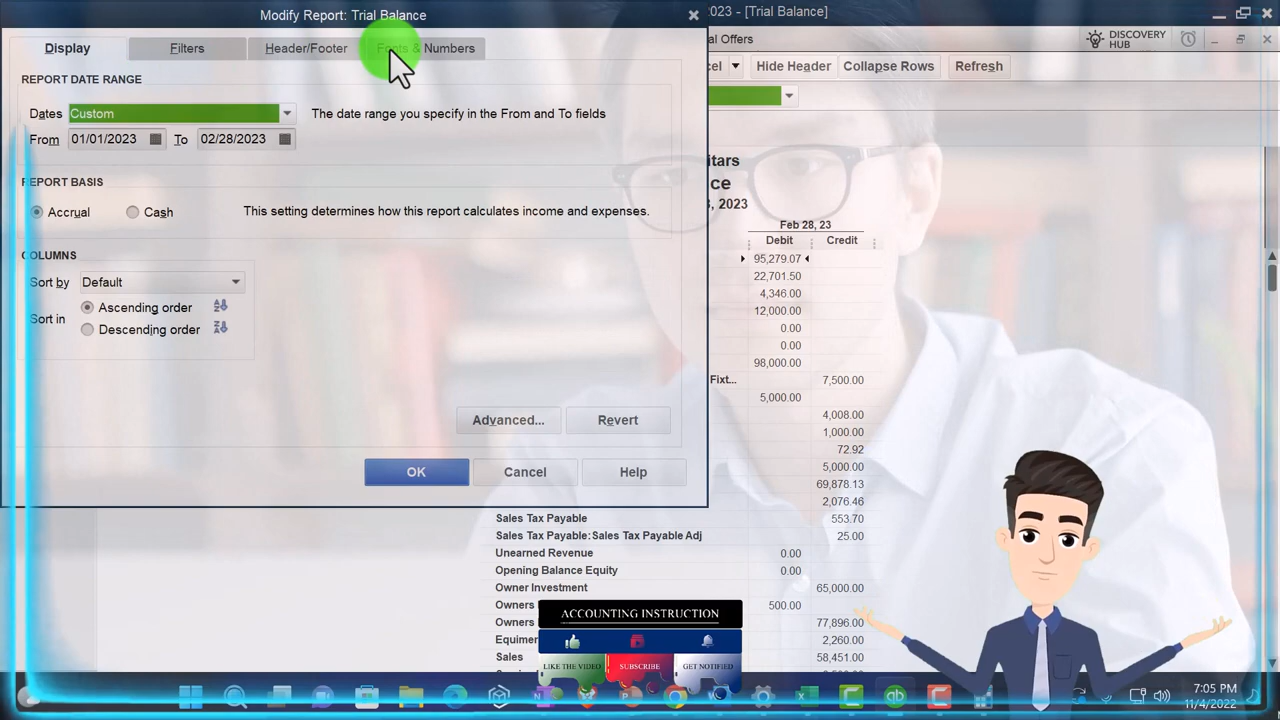 Modify Report: Trial Balance
2023 - [Trial Balance]
Display
Filters
Header/Footer
Fonts & Numbers
al Offers
DISCOVERY
HUB
cel
Hide Header
Collapse Rows
Refresh
REPORT DATE RANGE
Dates
Custom
The date range you specify in the From and To fields
From
01/01/2023
To
02/28/2023
REPORT BASIS
Accrual
Cash
This setting determines how this report calculates income and expenses.
COLUMNS
Sort by
Default
Sort in
Ascending order
Descending order
Advanced...
Revert
OK
Cancel
Help
itars
ce
3, 2023
Feb 28, 23
Debit
Credit
95,279.07
22,701.50
4,346.00
12,000.00
0.00
0.00
98,000.00
Fixt...
7,500.00
5,000.00
4,008.00
1,000.00
72.92
5,000.00
69,878.13
2,076.46
Sales Tax Payable
553.70
Sales Tax Payable:Sales Tax Payable Adj
25.00
Unearned Revenue
0.00
Opening Balance Equity
0.00
Owner Investment
65,000.00
Owners
500.00
Owners
77,896.00
Equimen
2,260.00
Sales
58,451.00
ACCOUNTING INSTRUCTION
LIKE THE VIDEO
SUBSCRIBE
GET NOTIFIED
7:05 PM
11/4/2022